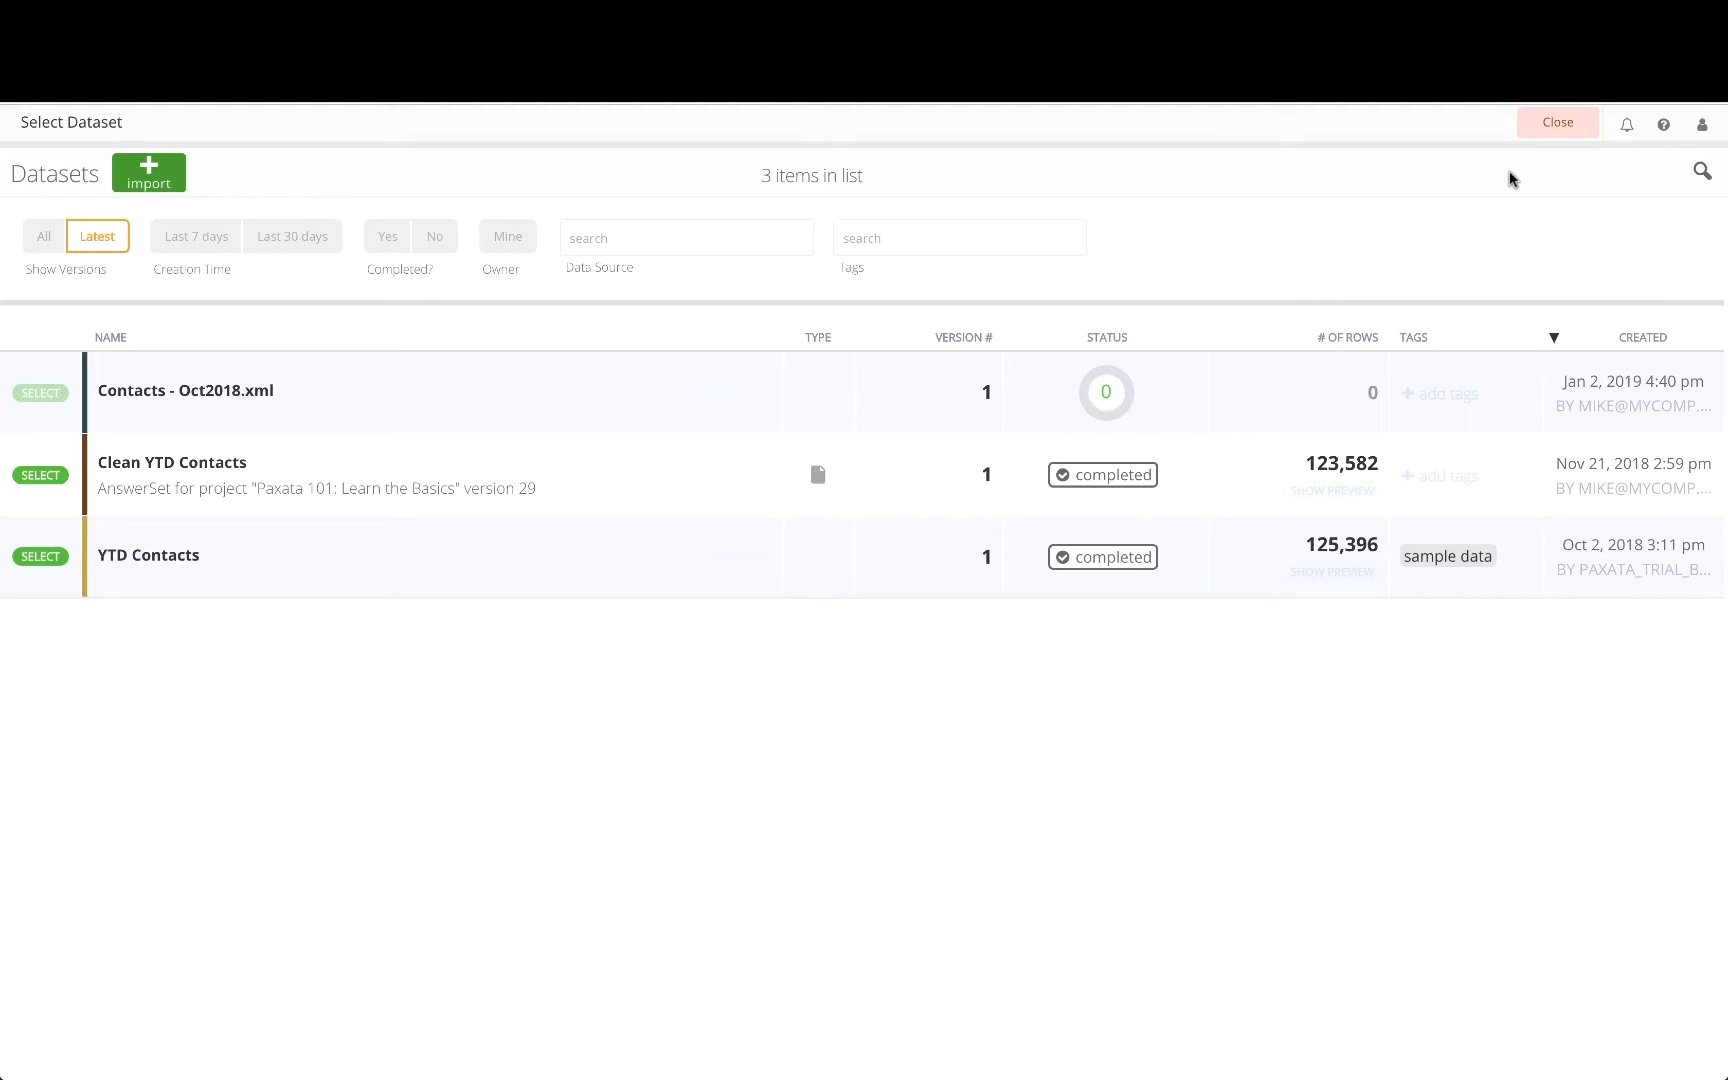 Select Dataset
Close
Datasets
import
3 items in list
All Latest
Last 7 days Last 30 days
Yes No
Mine
search
search
Show Versions
Creation Time
Completed?
Owner
Data Source
Tags
NAME TYPE VERSION # STATUS # OF ROWS TAGS CREATED
SELECT
Contacts - Oct2018.xml
1
0
0
add tags
Jan 2, 2019 4:40 pm
BY MIKE@MYCOMP....
SELECT
Clean YTD Contacts
AnswerSet for project "Paxata 101: Learn the Basics" version 29
1
completed
123,582
SHOW PREVIEW
add tags
Nov 21, 2018 2:59 pm
BY MIKE@MYCOMP....
SELECT
YTD Contacts
1
completed
125,396
SHOW PREVIEW
sample data
Oct 2, 2018 3:11 pm
BY PAXATA_TRIAL_B...